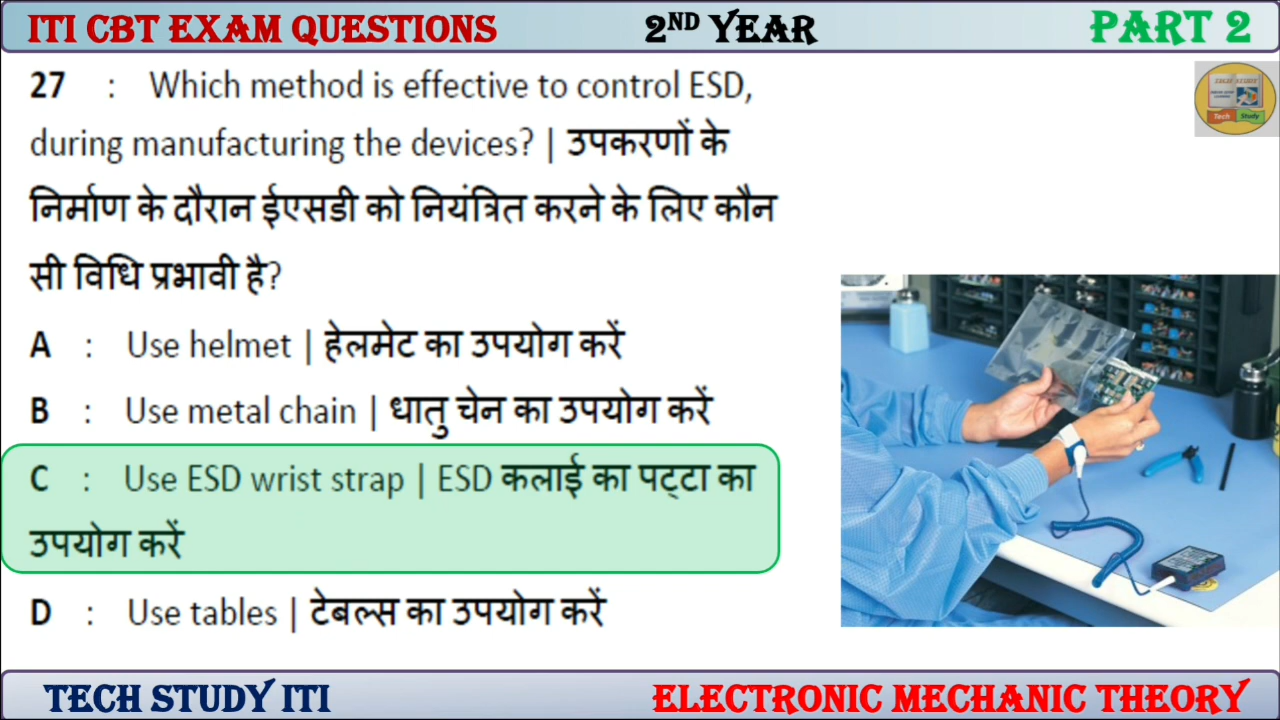 ITI CBT EXAM QUESTIONS 2ND YEAR PART 2
27 : Which method is effective to control ESD,
during manufacturing the devices? | उपकरणों के
निर्माण के दौरान ईएसडी को नियंत्रित करने के लिए कौन
सी विधि प्रभावी है?
A : Use helmet | हेलमेट का उपयोग करें
B : Use metal chain | धातु चेन का उपयोग करें
C : Use ESD wrist strap | ESD कलाई का पट्टा का
उपयोग करें
D : Use tables | टेबल्स का उपयोग करें
Tech Study
TECH STUDY ITI ELECTRONIC MECHANIC THEORY